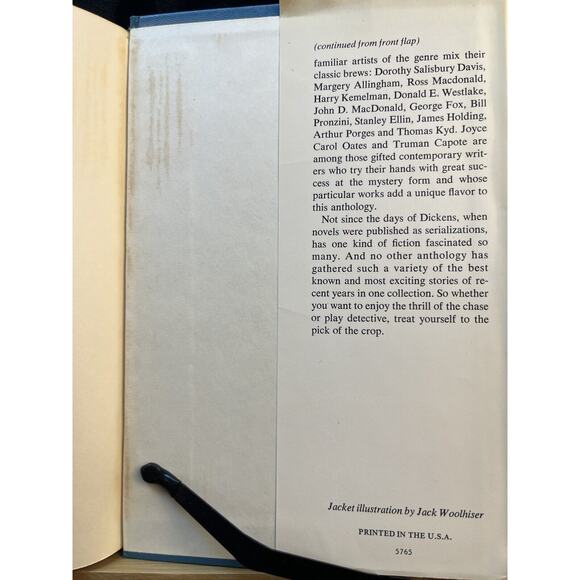 (continued from front flap)
familiar artists of the genre mix their
classic brews: Dorothy Salisbury Davis,
Margery Allingham, Ross Macdonald,
Harry Kemelman, Donald E. Westlake,
John D. MacDonald, George Fox, Bill
Pronzini, Stanley Ellin, James Holding,
Arthur Porges and Thomas Kyd. Joyce
Carol Oates and Truman Capote are
among those gifted contemporary writ-
ers who try their hands with great suc-
cess at the mystery form and whose
particular works add a unique flavor to
this anthology.
Not since the days of Dickens, when
novels were published as serializations,
has one kind of fiction fascinated so
many. And no other anthology has
gathered such a variety of the best
known and most exciting stories of re-
cent years in one collection. So whether
you want to enjoy the thrill of the chase
or play detective, treat yourself to the
pick of the crop.
Jacket illustration by Jack Woolhiser
PRINTED IN THE U.S.A.
5765